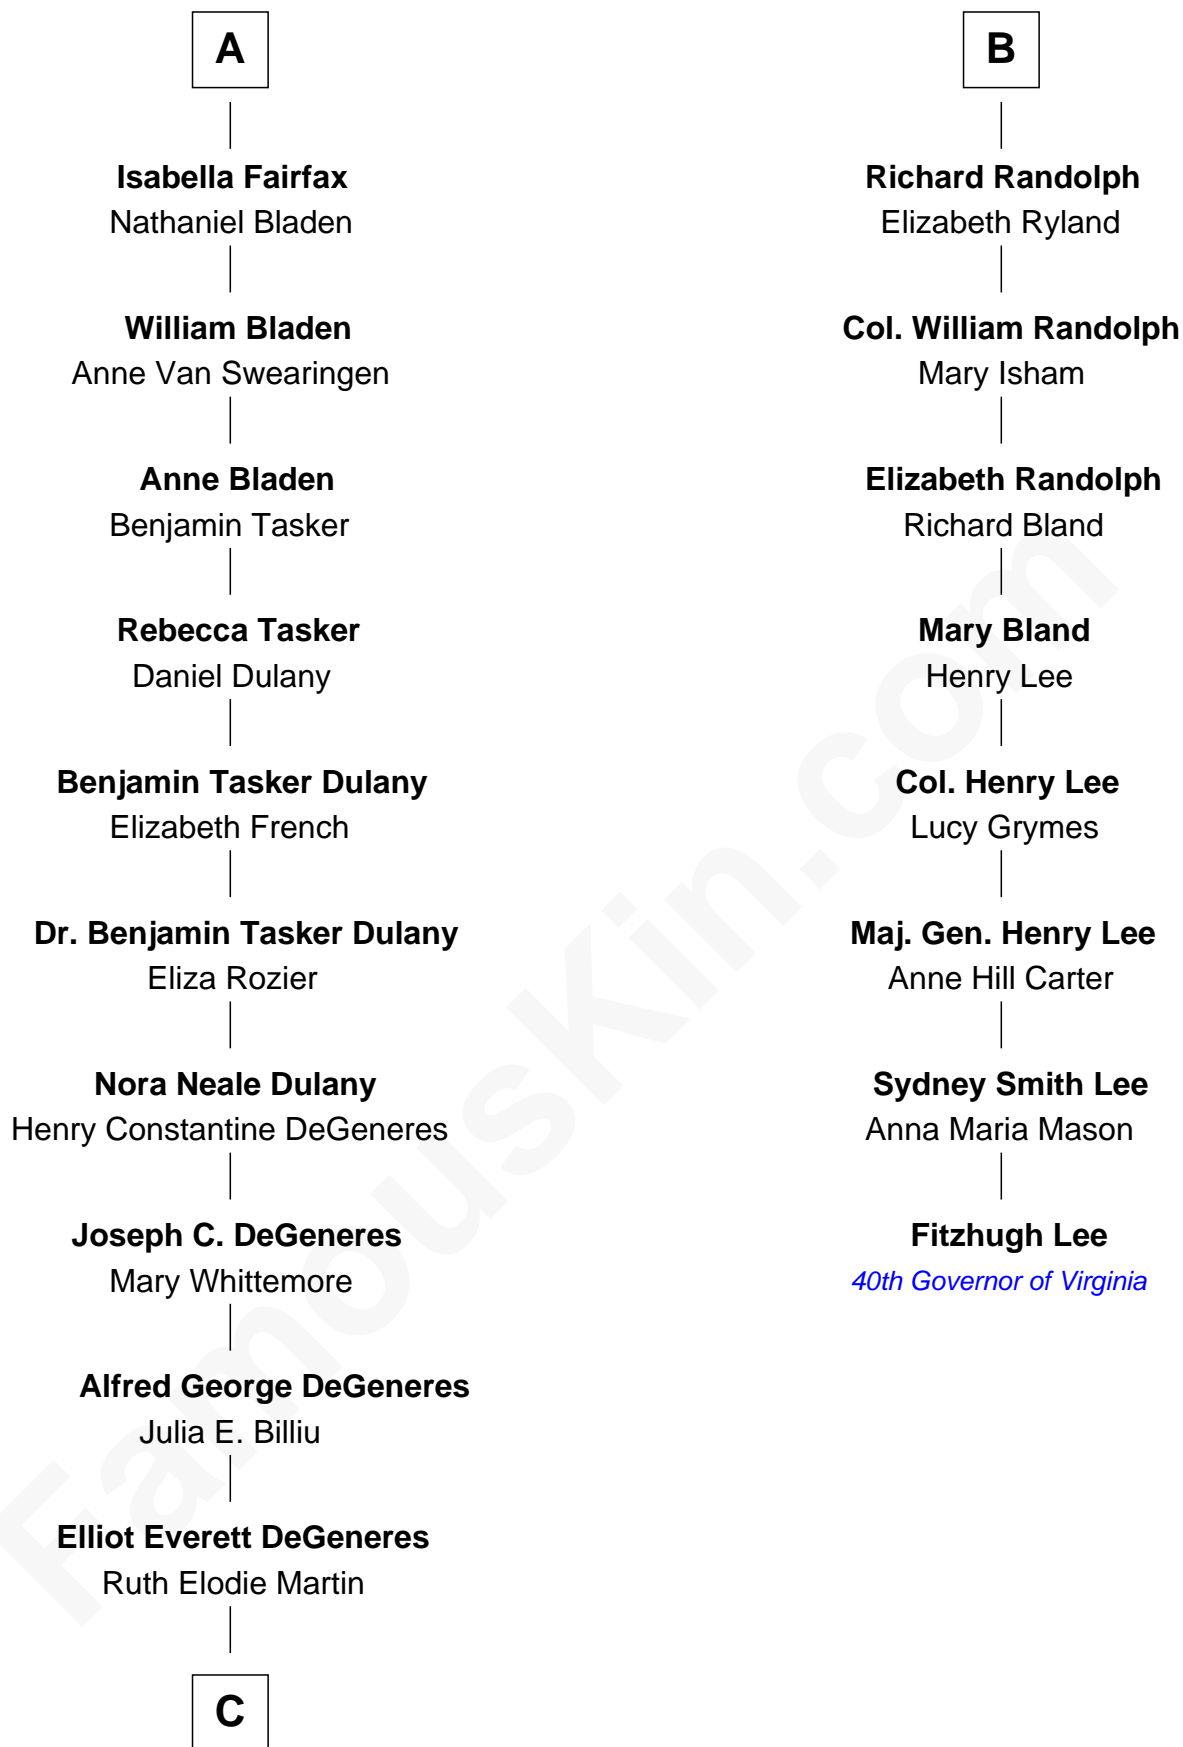 A
Isabella Fairfax
Nathaniel Bladen
William Bladen
Anne Van Swearingen
Anne Bladen
Benjamin Tasker
Rebecca Tasker
Daniel Dulany
Benjamin Tasker Dulany
Elizabeth French
Dr. Benjamin Tasker Dulany
Eliza Rozier
Nora Neale Dulany
Henry Constantine DeGeneres
Joseph C. DeGeneres
Mary Whittemore
Alfred George DeGeneres
Julia E. Billiu
Elliot Everett DeGeneres
Ruth Elodie Martin
C
B
Richard Randolph
Elizabeth Ryland
Col. William Randolph
Mary Isham
Elizabeth Randolph
Richard Bland
Mary Bland
Henry Lee
Col. Henry Lee
Lucy Grymes
Maj. Gen. Henry Lee
Anne Hill Carter
Sydney Smith Lee
Anna Maria Mason
Fitzhugh Lee
40th Governor of Virginia
FamousKin.com